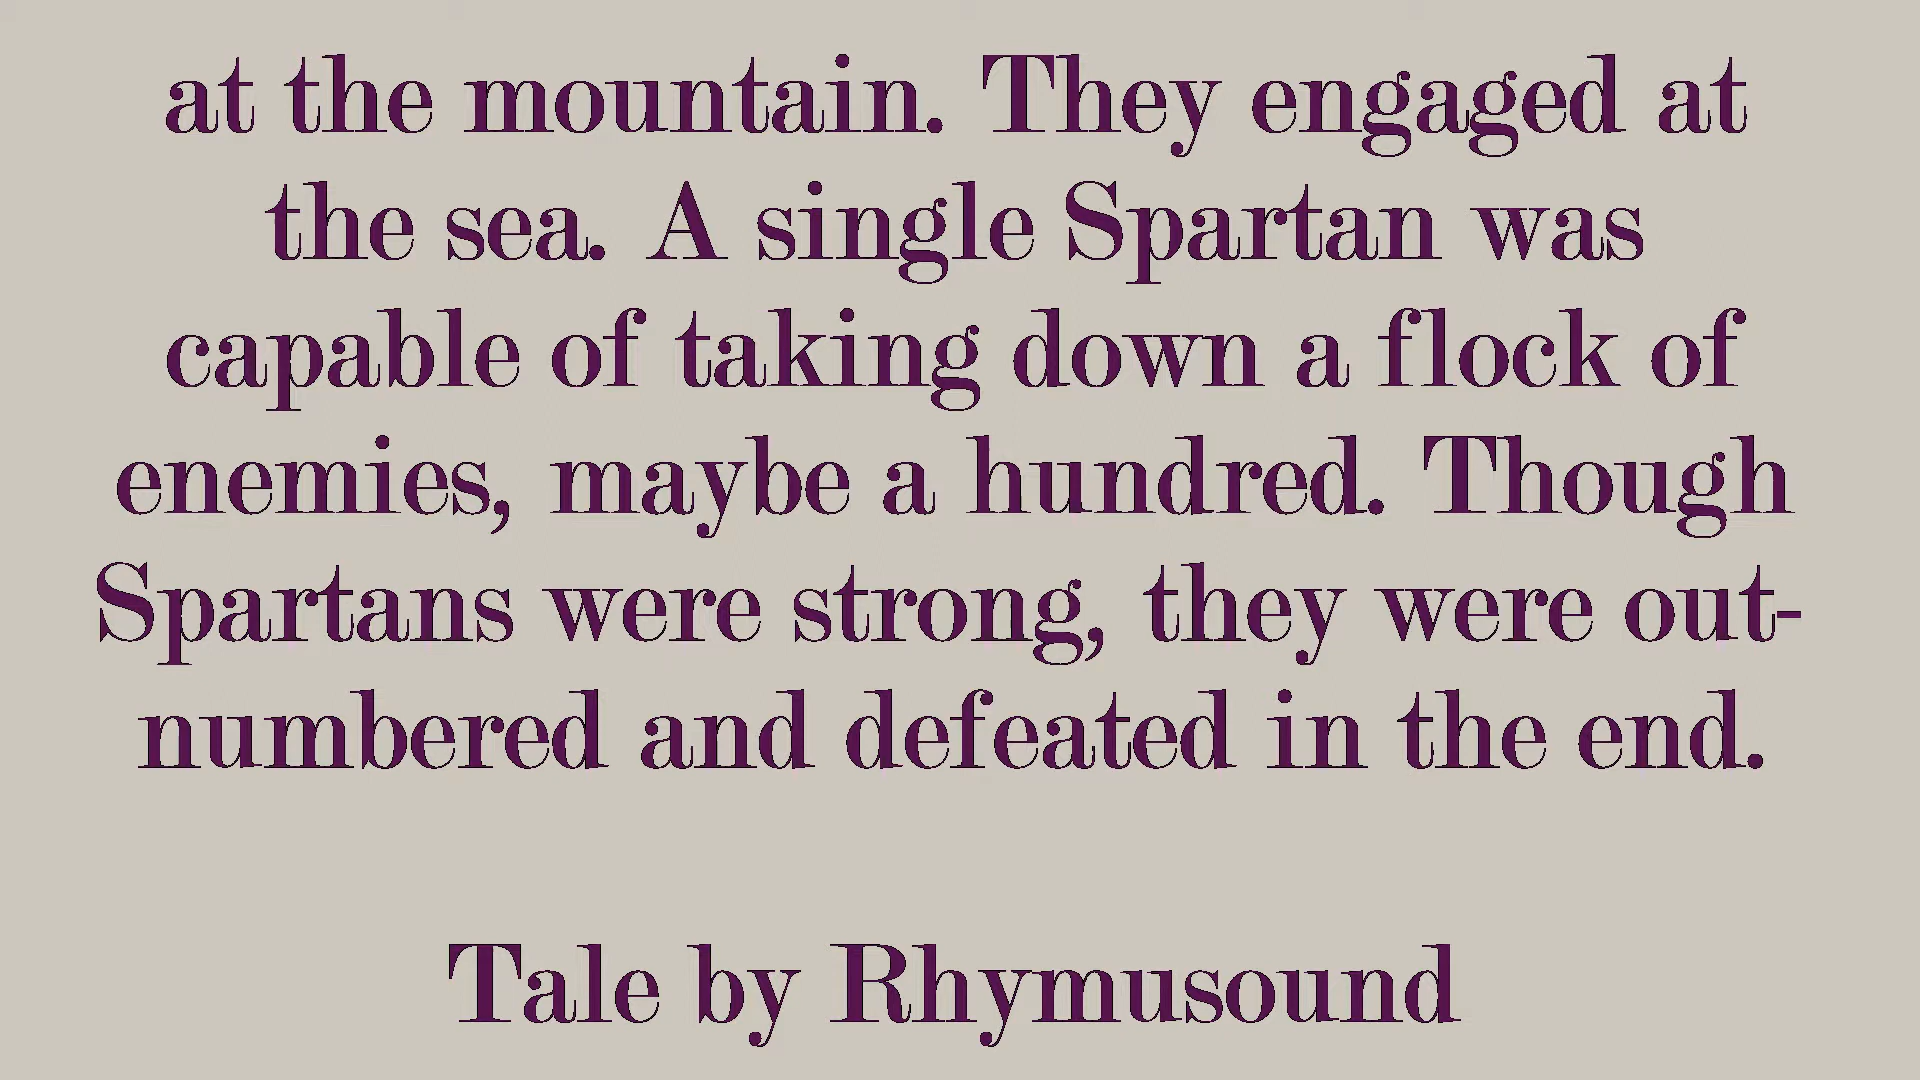 at the mountain. They engaged at
the sea. A single Spartan was
capable of taking down a flock of
enemies, maybe a hundred. Though
Spartans were strong, they were out-
numbered and defeated in the end.
Tale by Rhymusound